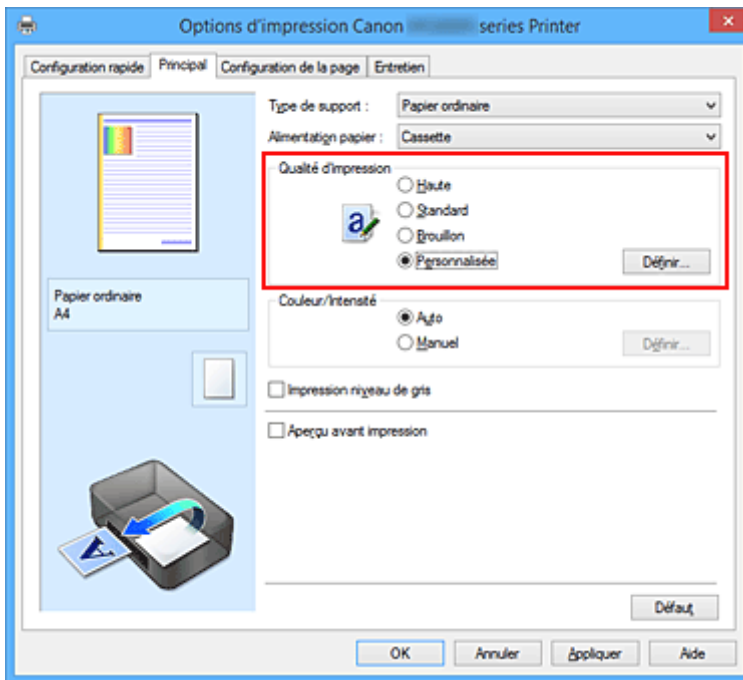 Options d'impression Canon series Printer
Configuration rapide Principal Configuration de la page Entretien
Type de support : Papier ordinaire
Alimentation papier : Cassette
Qualité d'impression
Haute
Standard
Brouillon
Personnalisée Définir...
Papier ordinaire
A4
Couleur/Intensité
Auto
Manuel Définir...
Impression niveau de gris
Aperçu avant impression
Défaut
OK Annuler Appliquer Aide